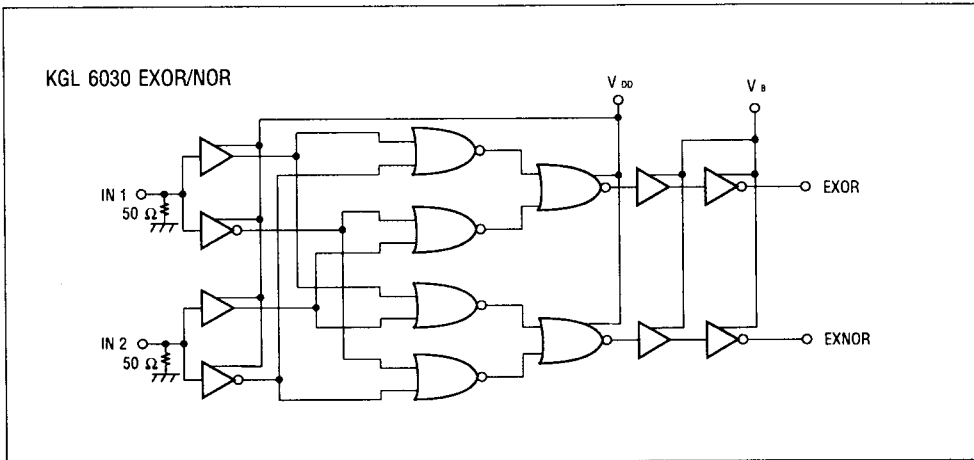 KGL 6030 EXOR/NOR
V DD
V B
IN 1
50 Ω
EXOR
IN 2
50 Ω
EXNOR